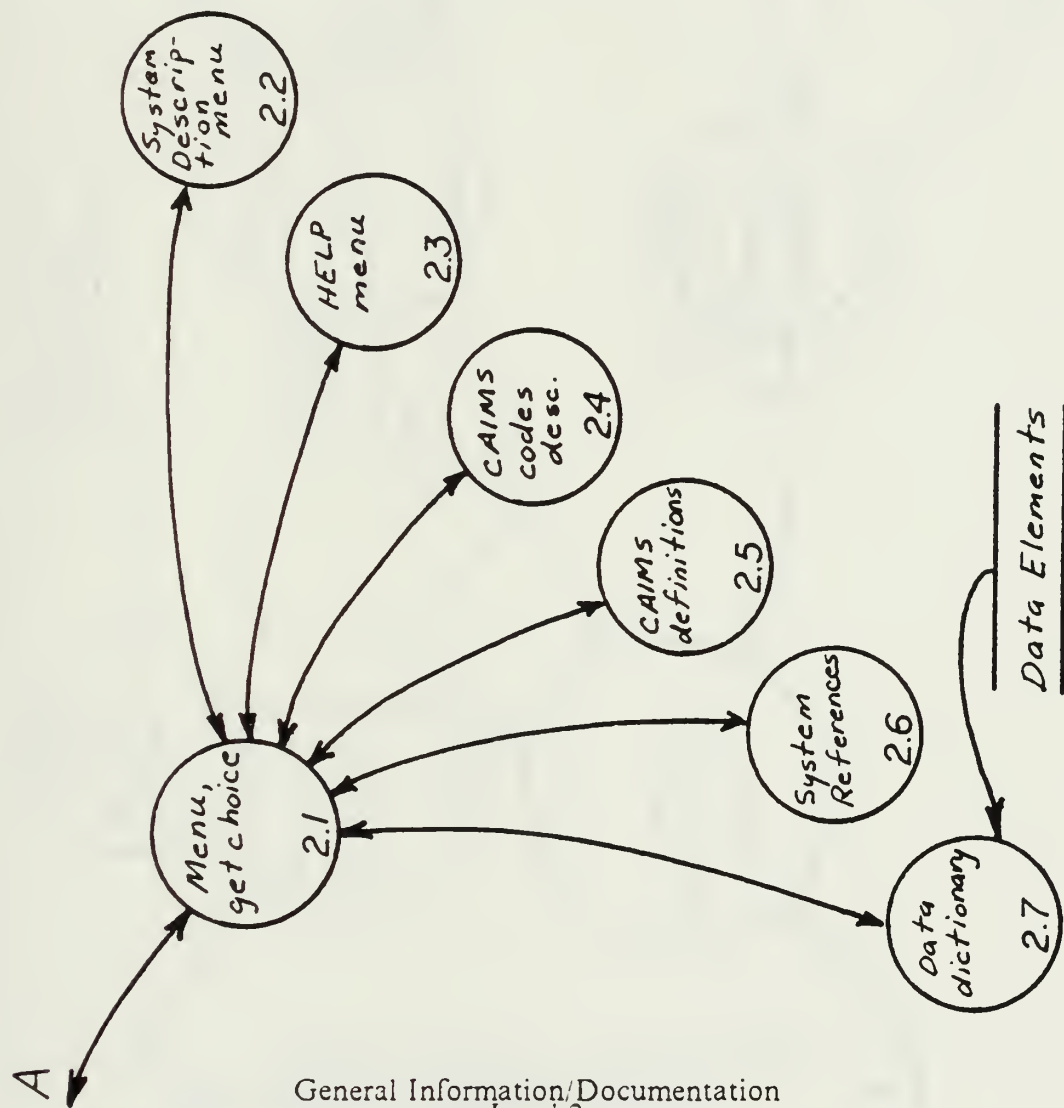 A
Menu,
get choice
2.1
System
Descrip-
tion
menu
2.2
HELP
menu
2.3
CAIMS
codes
desc.
2.4
CAIMS
definitions
2.5
System
References
2.6
Data
dictionary
2.7
Data Elements
General Information/Documentation